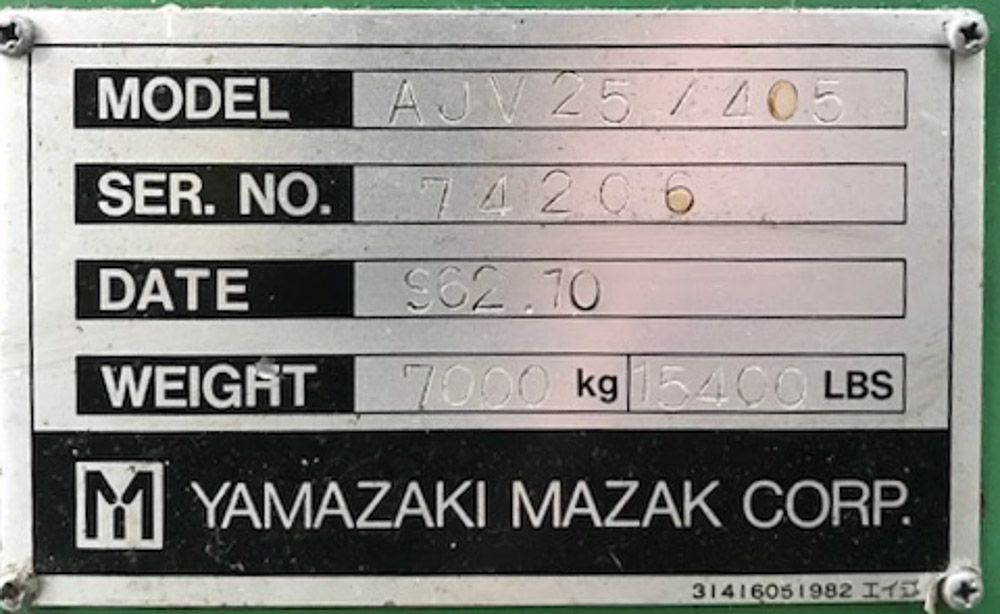 MODEL AJV25/405
SER. NO. 74206
DATE S62.10
WEIGHT 7000 kg 15400 LBS
YAMAZAKI MAZAK CORP.
31416051982 エイゴ